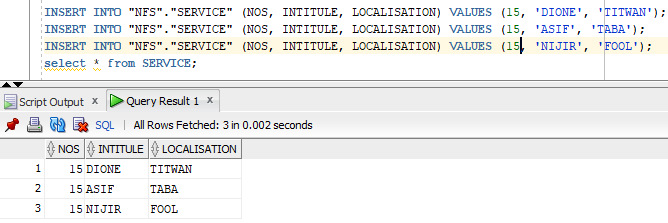 INSERT INTO "NFS"."SERVICE" (NOS, INTITULE, LOCALISATION) VALUES (15, 'DIONE', 'TITWAN');
INSERT INTO "NFS"."SERVICE" (NOS, INTITULE, LOCALISATION) VALUES (15, 'ASIF', 'TABA');
INSERT INTO "NFS"."SERVICE" (NOS, INTITULE, LOCALISATION) VALUES (15, 'NIJIR', 'FOOL');
select * from SERVICE;
Script Output x Query Result 1 x
SQL | All Rows Fetched: 3 in 0.002 seconds
NOS INTITULE LOCALISATION
1 15 DIONE TITWAN
2 15 ASIF TABA
3 15 NIJIR FOOL